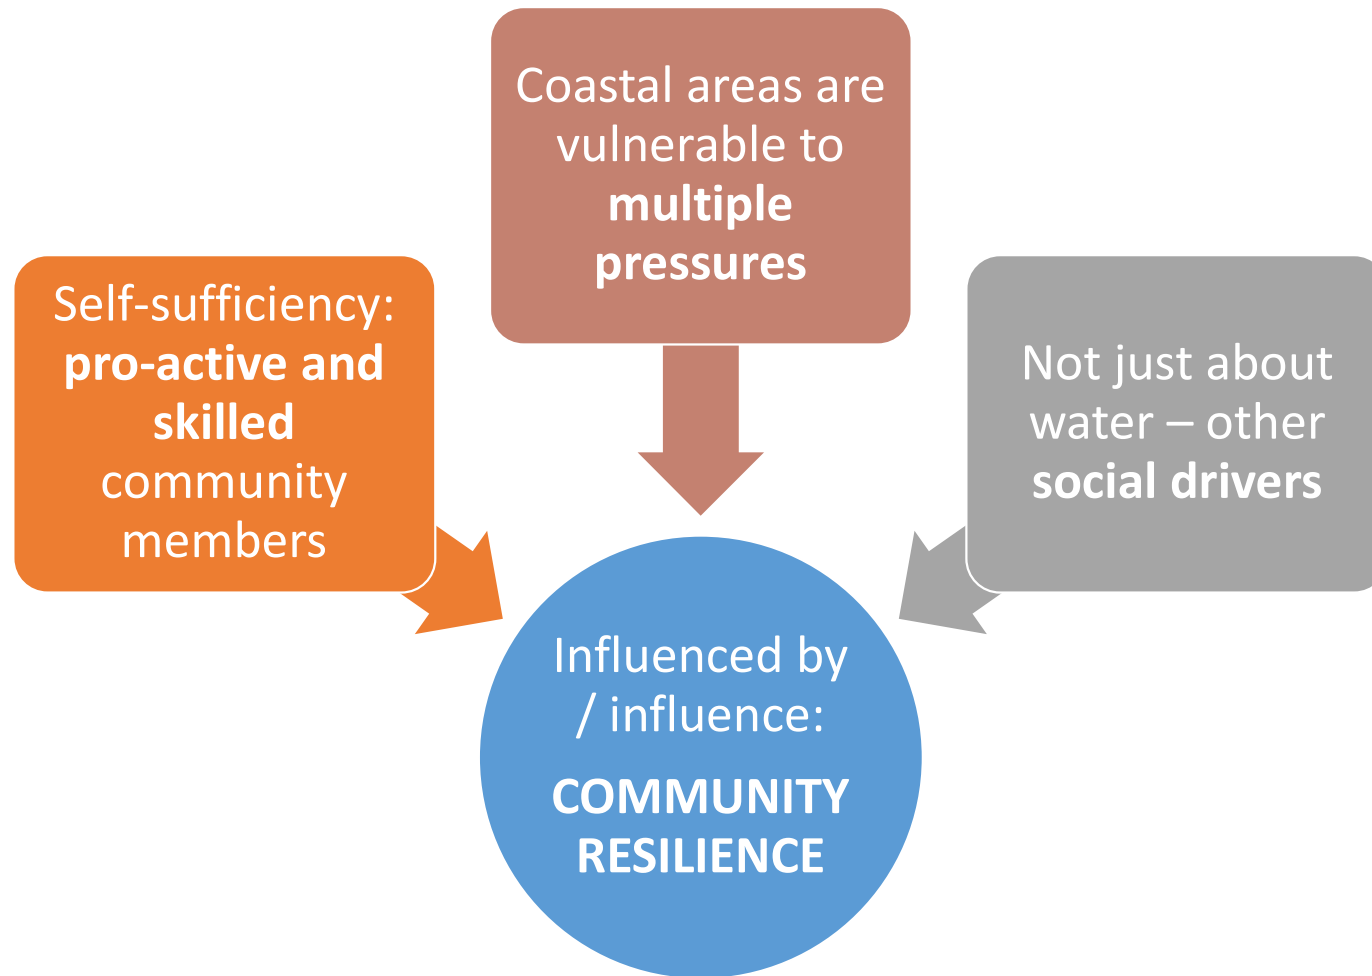 Coastal areas are
vulnerable to
multiple
pressures
Self-sufficiency:
pro-active and
skilled
community
members
Not just about
water – other
social drivers
Influenced by
/ influence:
COMMUNITY
RESILIENCE